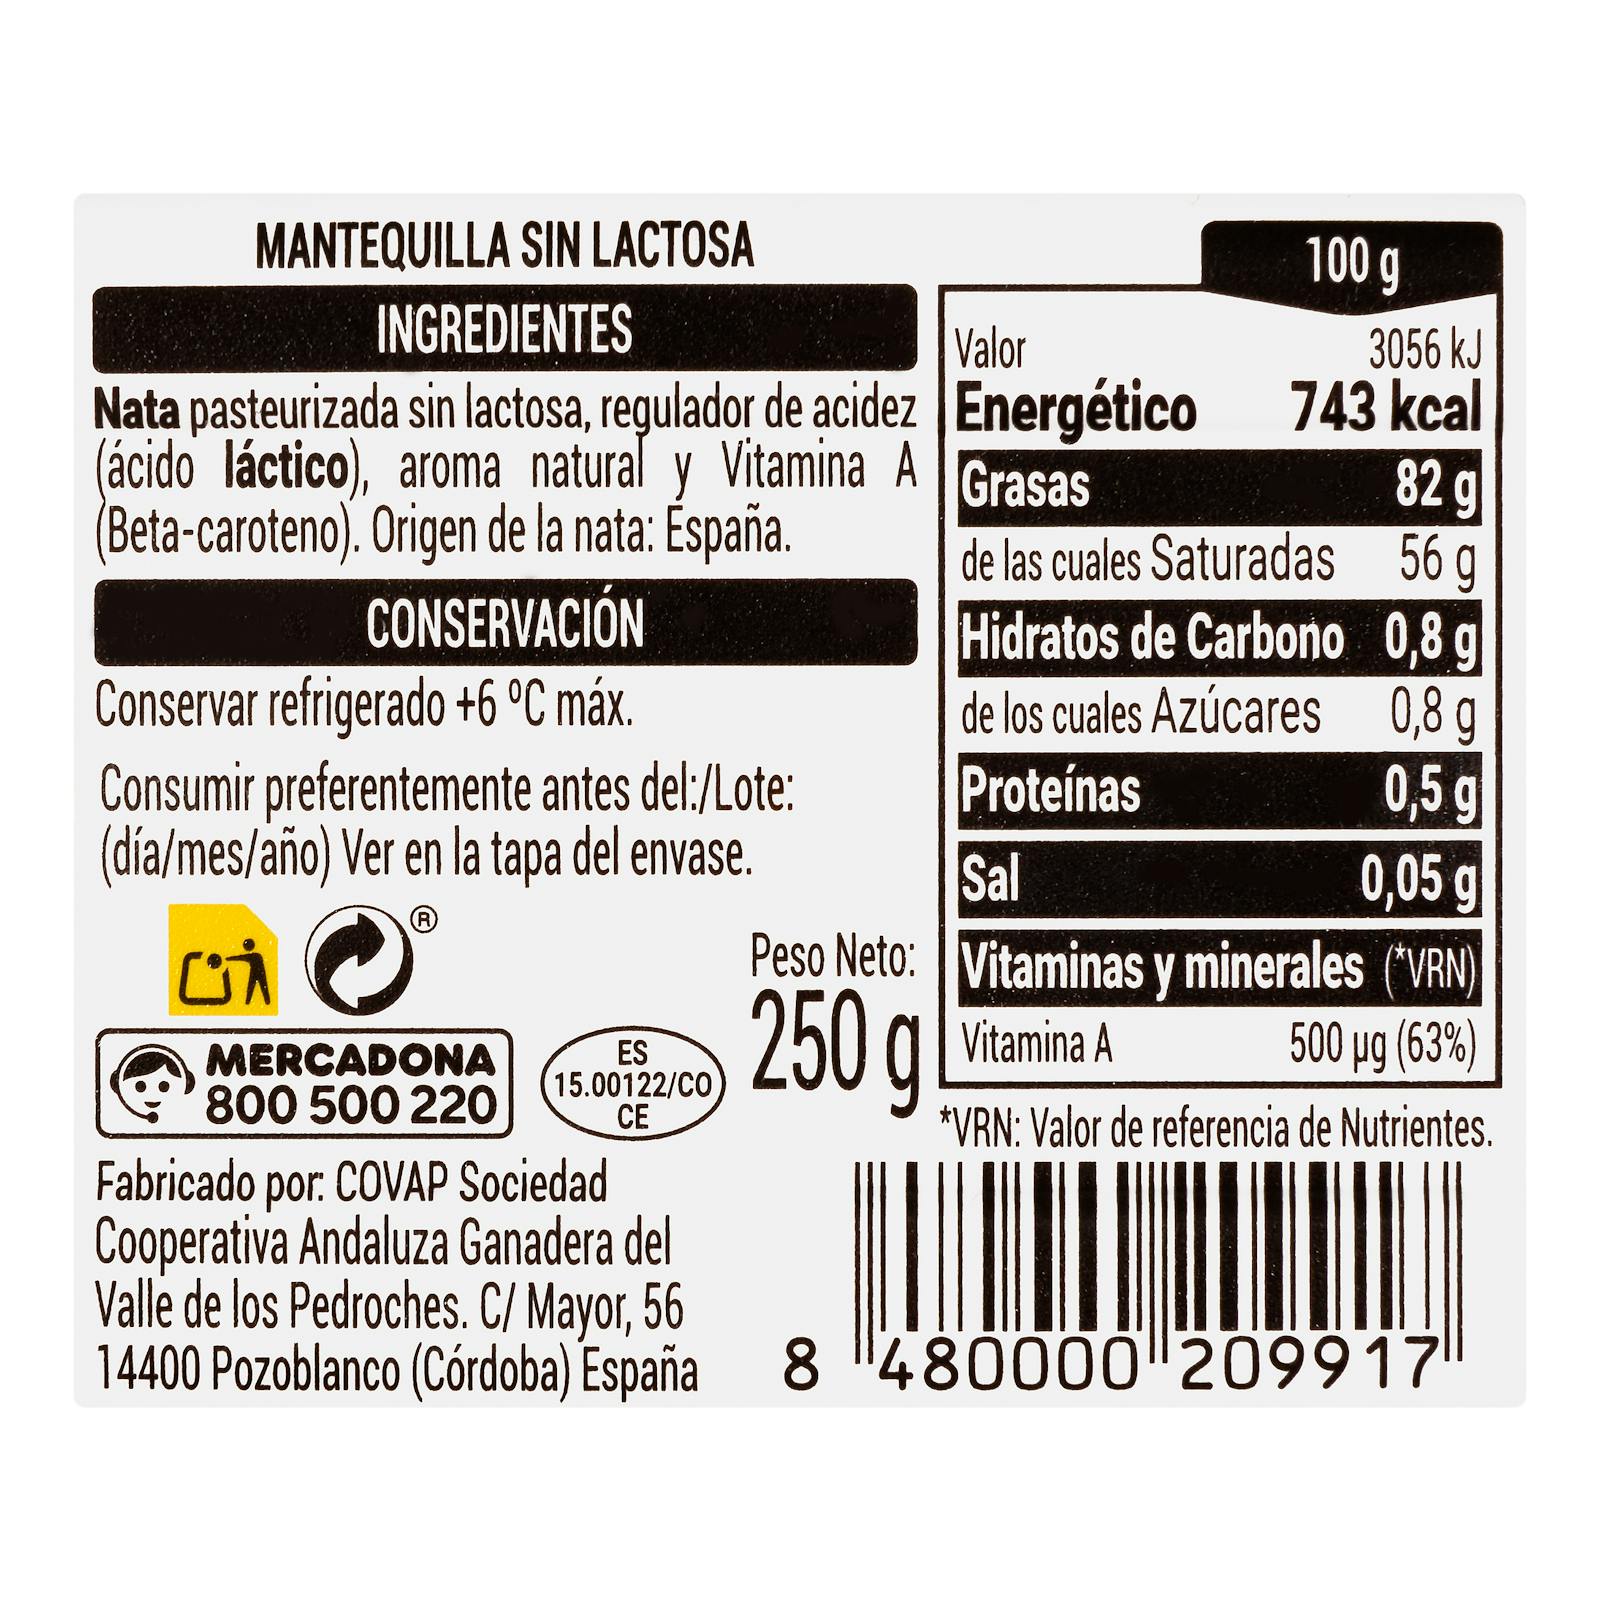 MANTEQUILLA SIN LACTOSA
INGREDIENTES
Nata pasteurizada sin lactosa, regulador de acidez
(ácido láctico), aroma natural y Vitamina A
(Beta-caroteno). Origen de la nata: España.
CONSERVACIÓN
Conservar refrigerado +6 ºC máx.
Consumir preferentemente antes del:/Lote:
(día/mes/año) Ver en la tapa del envase.
®
MERCADONA
800 500 220
ES
15.00122/CO
CE
Peso Neto:
250 g
Fabricado por: COVAP Sociedad
Cooperativa Andaluza Ganadera del
Valle de los Pedroches. C/ Mayor, 56
14400 Pozoblanco (Córdoba) España
100 g
Valor 3056 kJ
Energético 743 kcal
Grasas 82 g
de las cuales Saturadas 56 g
Hidratos de Carbono 0,8 g
de los cuales Azúcares 0,8 g
Proteínas 0,5 g
Sal 0,05 g
Vitaminas y minerales (*VRN)
Vitamina A 500 µg (63%)
*VRN: Valor de referencia de Nutrientes.
8 480000 209917